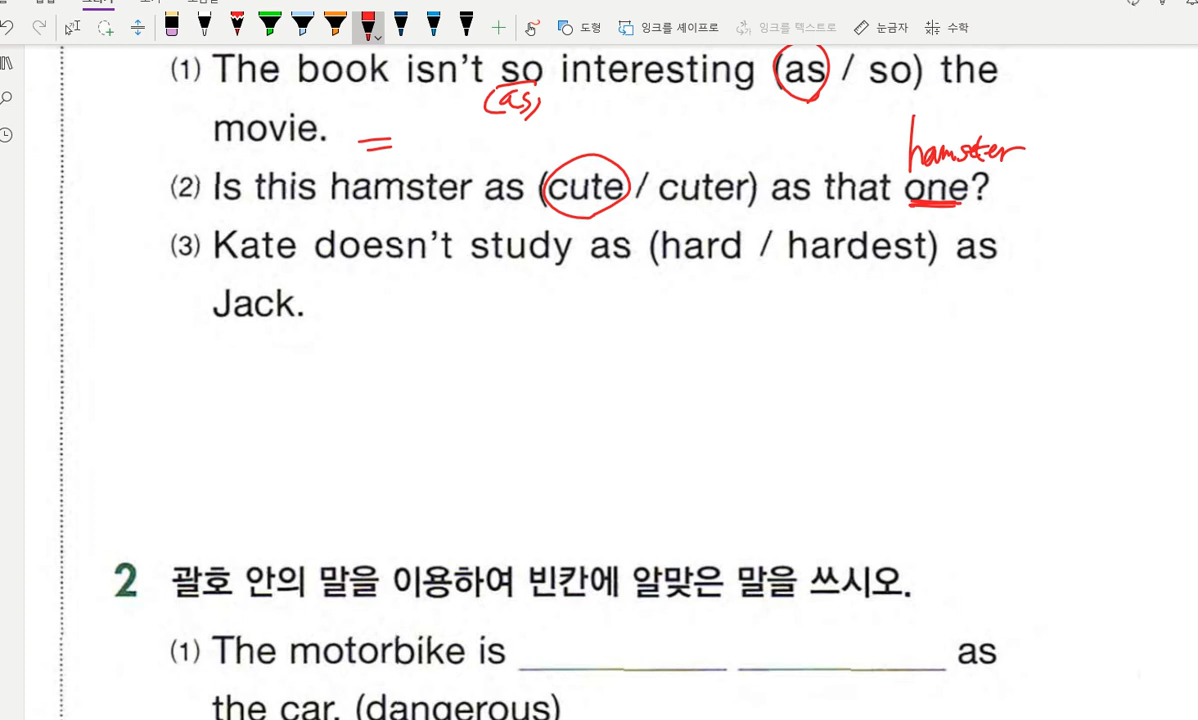 도형 잉크를 셰이프로 잉크를 텍스트로 눈금자 수학
(1) The book isn't so interesting (as / so) the
(as)
movie.
hamster
(2) Is this hamster as (cute / cuter) as that one?
(3) Kate doesn't study as (hard / hardest) as
Jack.
2 괄호 안의 말을 이용하여 빈칸에 알맞은 말을 쓰시오.
(1) The motorbike is ________ ________ as
the car. (dangerous)